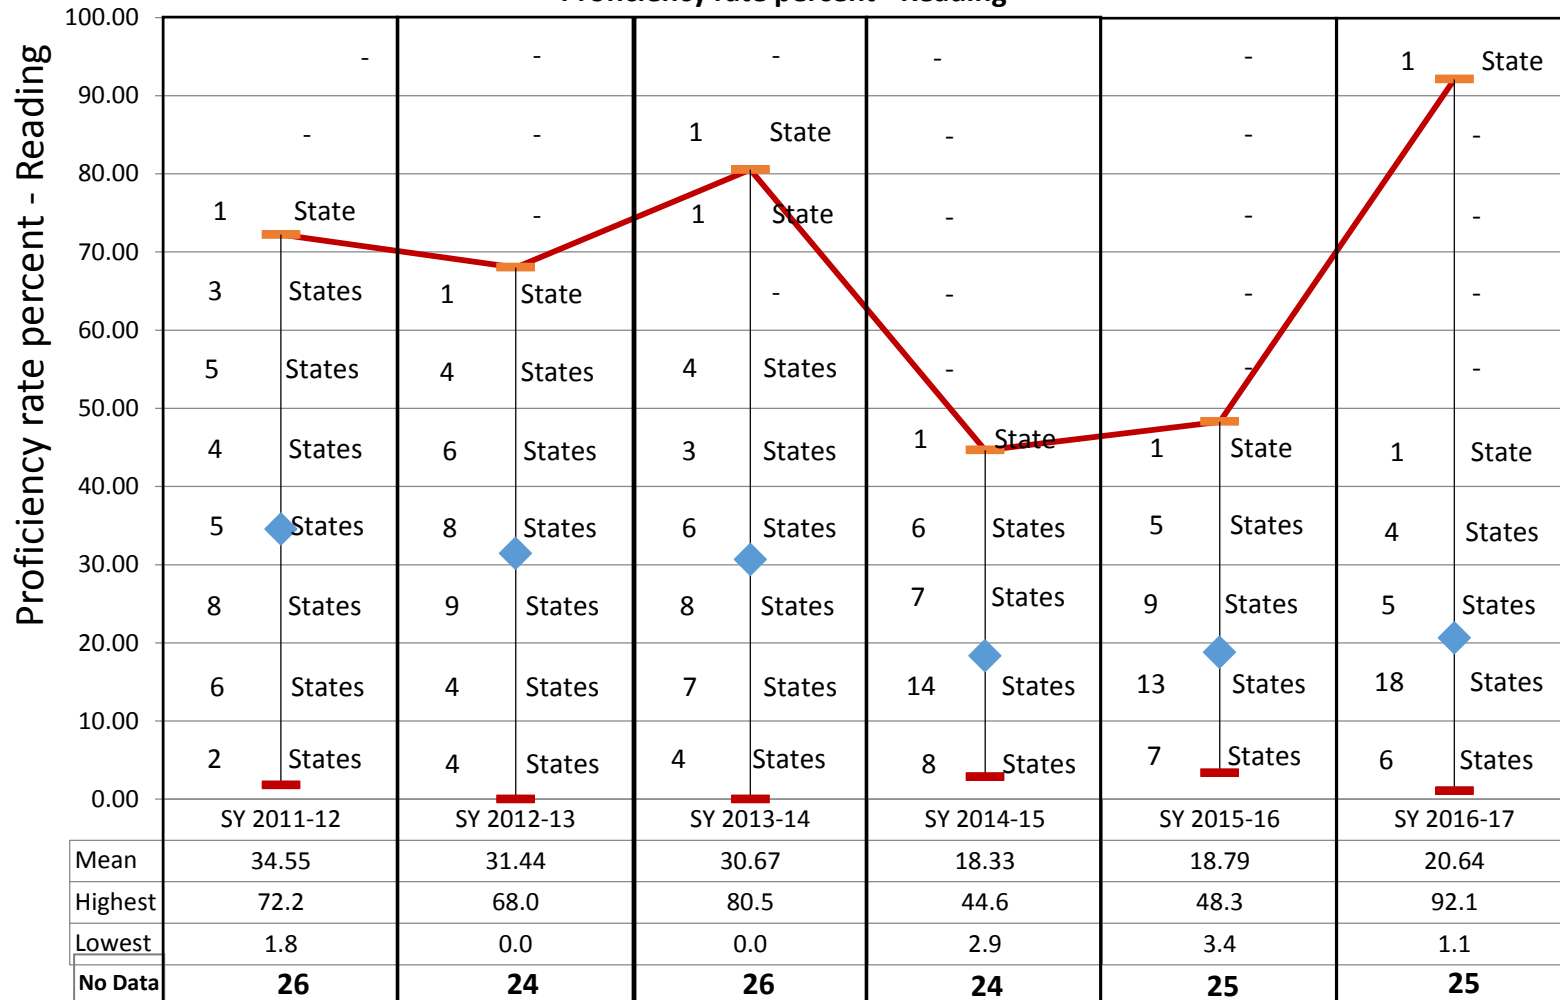 Proficiency rate percent - Reading
Proficiency rate percent - Reading
100.00
- - - - - 1 State
90.00
- - 1 State - - -
80.00
1 State - 1 State - - -
70.00
3 States 1 State - - - -
60.00
5 States 4 States 4 States - - -
50.00
4 States 6 States 3 States 1 State 1 State 1 State
40.00
5 States 8 States 6 States 6 States 5 States 4 States
30.00
8 States 9 States 8 States 7 States 9 States 5 States
20.00
6 States 4 States 7 States 14 States 13 States 18 States
10.00
2 States 4 States 4 States 8 States 7 States 6 States
0.00
SY 2011-12 SY 2012-13 SY 2013-14 SY 2014-15 SY 2015-16 SY 2016-17
Mean 34.55 31.44 30.67 18.33 18.79 20.64
Highest 72.2 68.0 80.5 44.6 48.3 92.1
Lowest 1.8 0.0 0.0 2.9 3.4 1.1
No Data 26 24 26 24 25 25